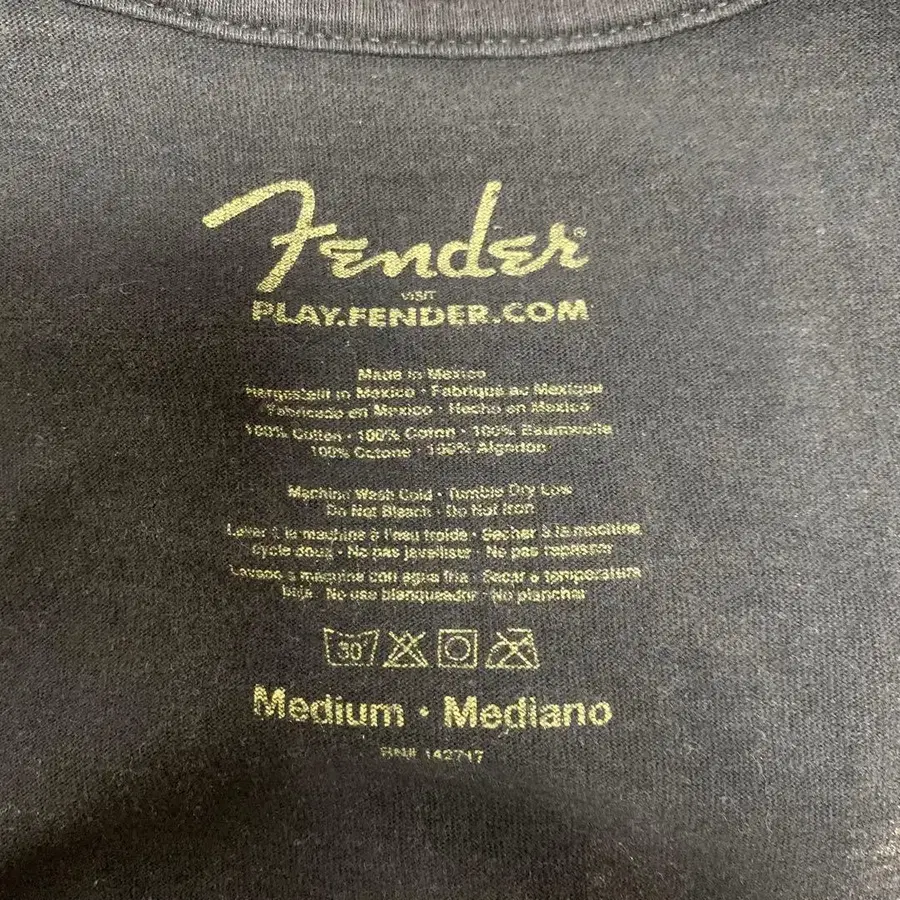 Fender®
VISIT
PLAY.FENDER.COM
Made in Mexico
Hergestellt in Mexico • Fabriqué au Mexique
Fabricado en Mexico • Hecho en Mexico
100% Cotton • 100% Coton • 100% Baumwolle
100% Cotone • 100% Algodon
Machine Wash Cold • Tumble Dry Low
Do Not Bleach • Do Not Iron
Laver à la machine à l'eau froide • Sécher à la machine
cycle doux • Ne pas javelliser • Ne pas repasser
Lavado a maquina con agua fria • Secar a temperatura
baja • No use blanqueador • No planchar
30°
Medium • Mediano
RN# 142717